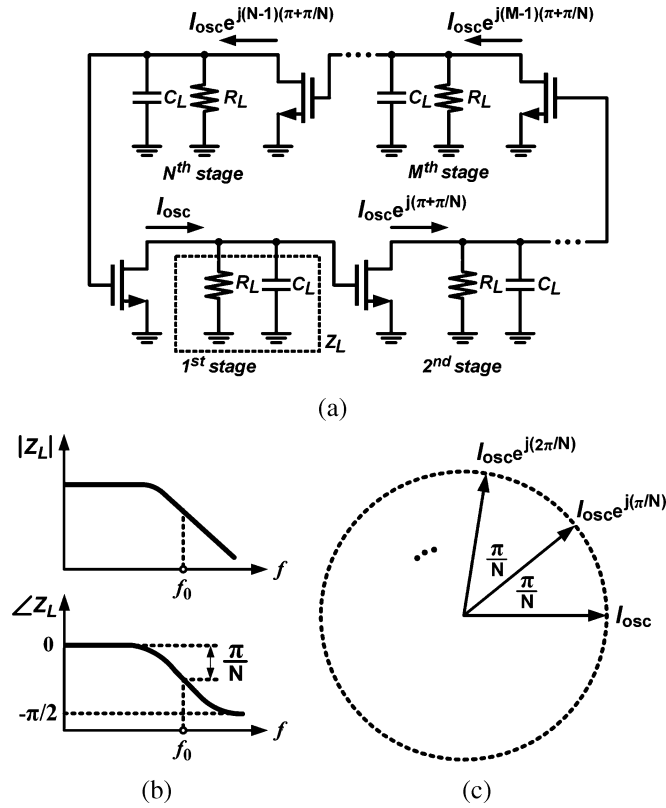 I_osc e^j(N-1)(π+π/N) I_osc e^j(M-1)(π+π/N)
C_L R_L C_L R_L
N^th stage M^th stage
I_osc I_osc e^j(π+π/N)
R_L C_L R_L C_L
Z_L
1^st stage 2^nd stage
(a)
|Z_L|
f_0 f
∠Z_L
0
π/N
-π/2
f_0 f
(b)
I_osc e^j(2π/N)
I_osc e^j(π/N)
...
π/N
π/N
I_osc
(c)